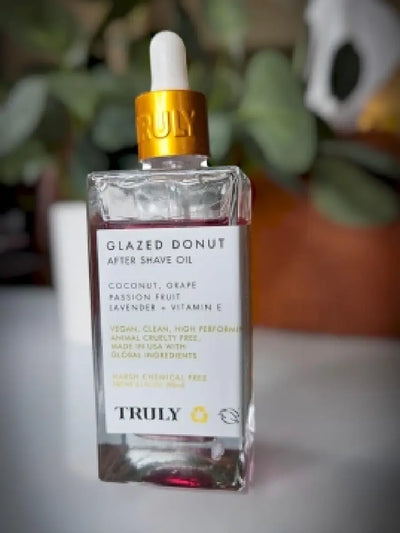 TRULY
GLAZED DONUT
AFTER SHAVE OIL
COCONUT, GRAPE
PASSION FRUIT
LAVENDER + VITAMIN E
VEGAN, CLEAN, HIGH PERFORMIN
ANIMAL CRUELTY FREE,
MADE IN USA WITH
GLOBAL INGREDIENTS
HARSH CHEMICAL FREE
TRULY